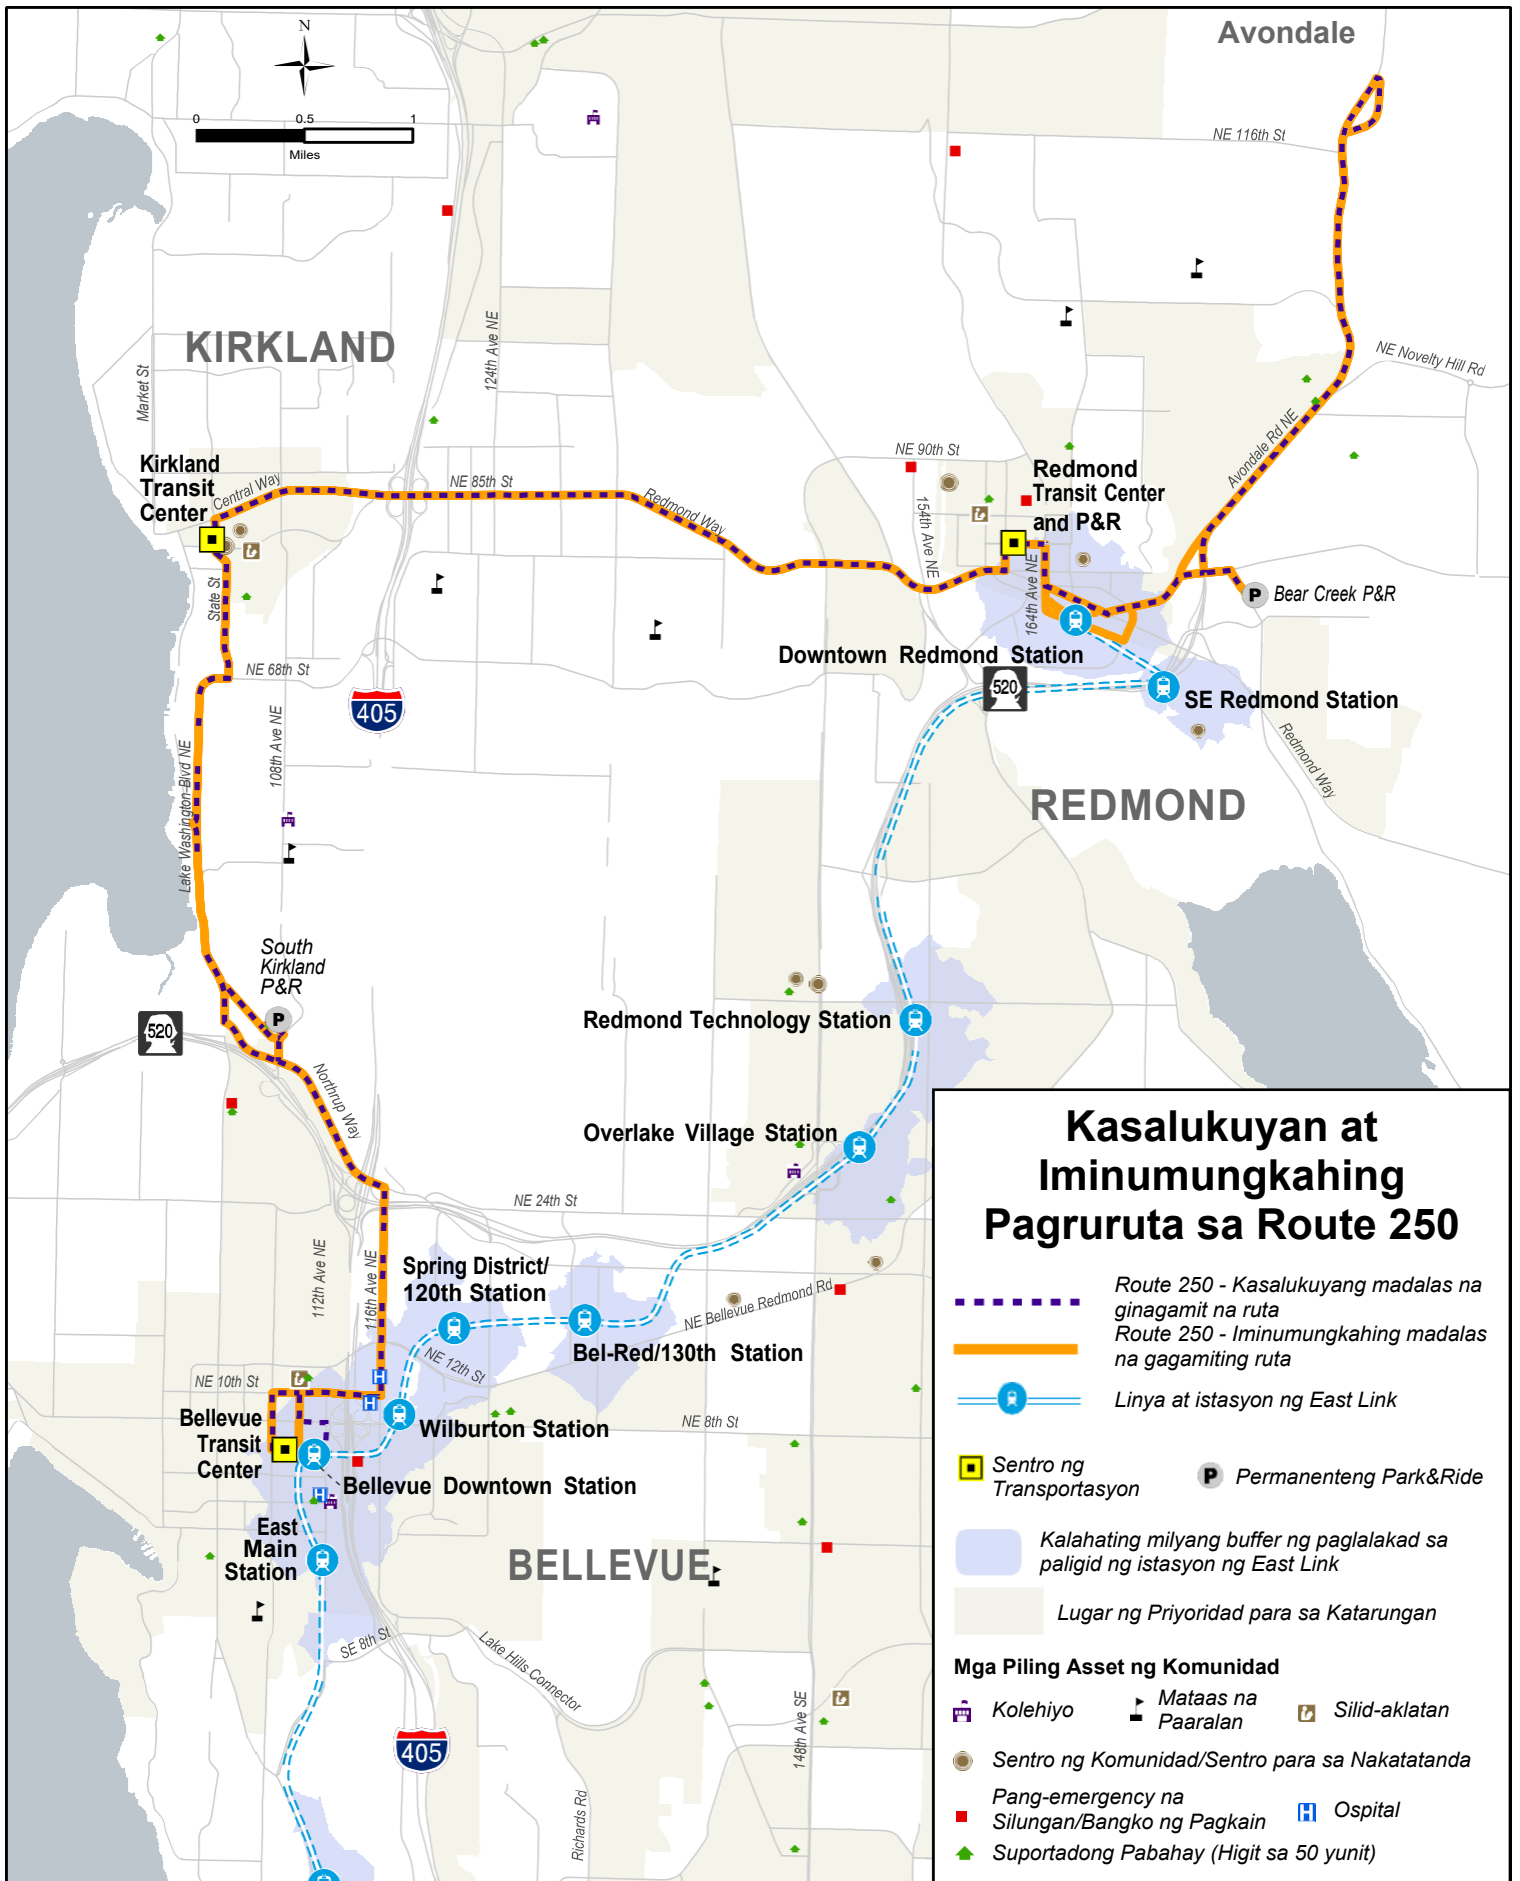 Avondale
N
0 0.5 1
Miles
NE 116th St
KIRKLAND
124th Ave NE
Market St
NE Novelty Hill Rd
Avondale Rd NE
NE 90th St
Kirkland
Transit
Center
Central Way
NE 85th St
Redmond Way
154th Ave NE
Redmond
Transit Center
and P&R
164th Ave NE
P
Bear Creek P&R
State St
NE 68th St
Downtown Redmond Station
405
520
SE Redmond Station
108th Ave NE
Lake Washington Blvd NE
Redmond Way
REDMOND
South
Kirkland
P&R
P
520
Northrup Way
Redmond Technology Station
Overlake Village Station
NE 24th St
112th Ave NE
116th Ave NE
Spring District/
120th Station
NE Bellevue Redmond Rd
Bel-Red/130th Station
NE 12th St
NE 10th St
H
H
Bellevue
Transit
Center
Wilburton Station
NE 8th St
Bellevue Downtown Station
H
East
Main
Station
BELLEVUE
SE 8th St
Lake Hills Connector
405
148th Ave SE
Richards Rd
Kasalukuyan at
Iminumungkahing
Pagruruta sa Route 250
Route 250 - Kasalukuyang madalas na
ginagamit na ruta
Route 250 - Iminumungkahing madalas
na gagamiting ruta
Linya at istasyon ng East Link
Sentro ng
Transportasyon
P
Permanenteng Park&Ride
Kalahating milyang buffer ng paglalakad sa
paligid ng istasyon ng East Link
Lugar ng Priyoridad para sa Katarungan
Mga Piling Asset ng Komunidad
Kolehiyo
Mataas na
Paaralan
Silid-aklatan
Sentro ng Komunidad/Sentro para sa Nakatatanda
Pang-emergency na
Silungan/Bangko ng Pagkain
H
Ospital
Suportadong Pabahay (Higit sa 50 yunit)